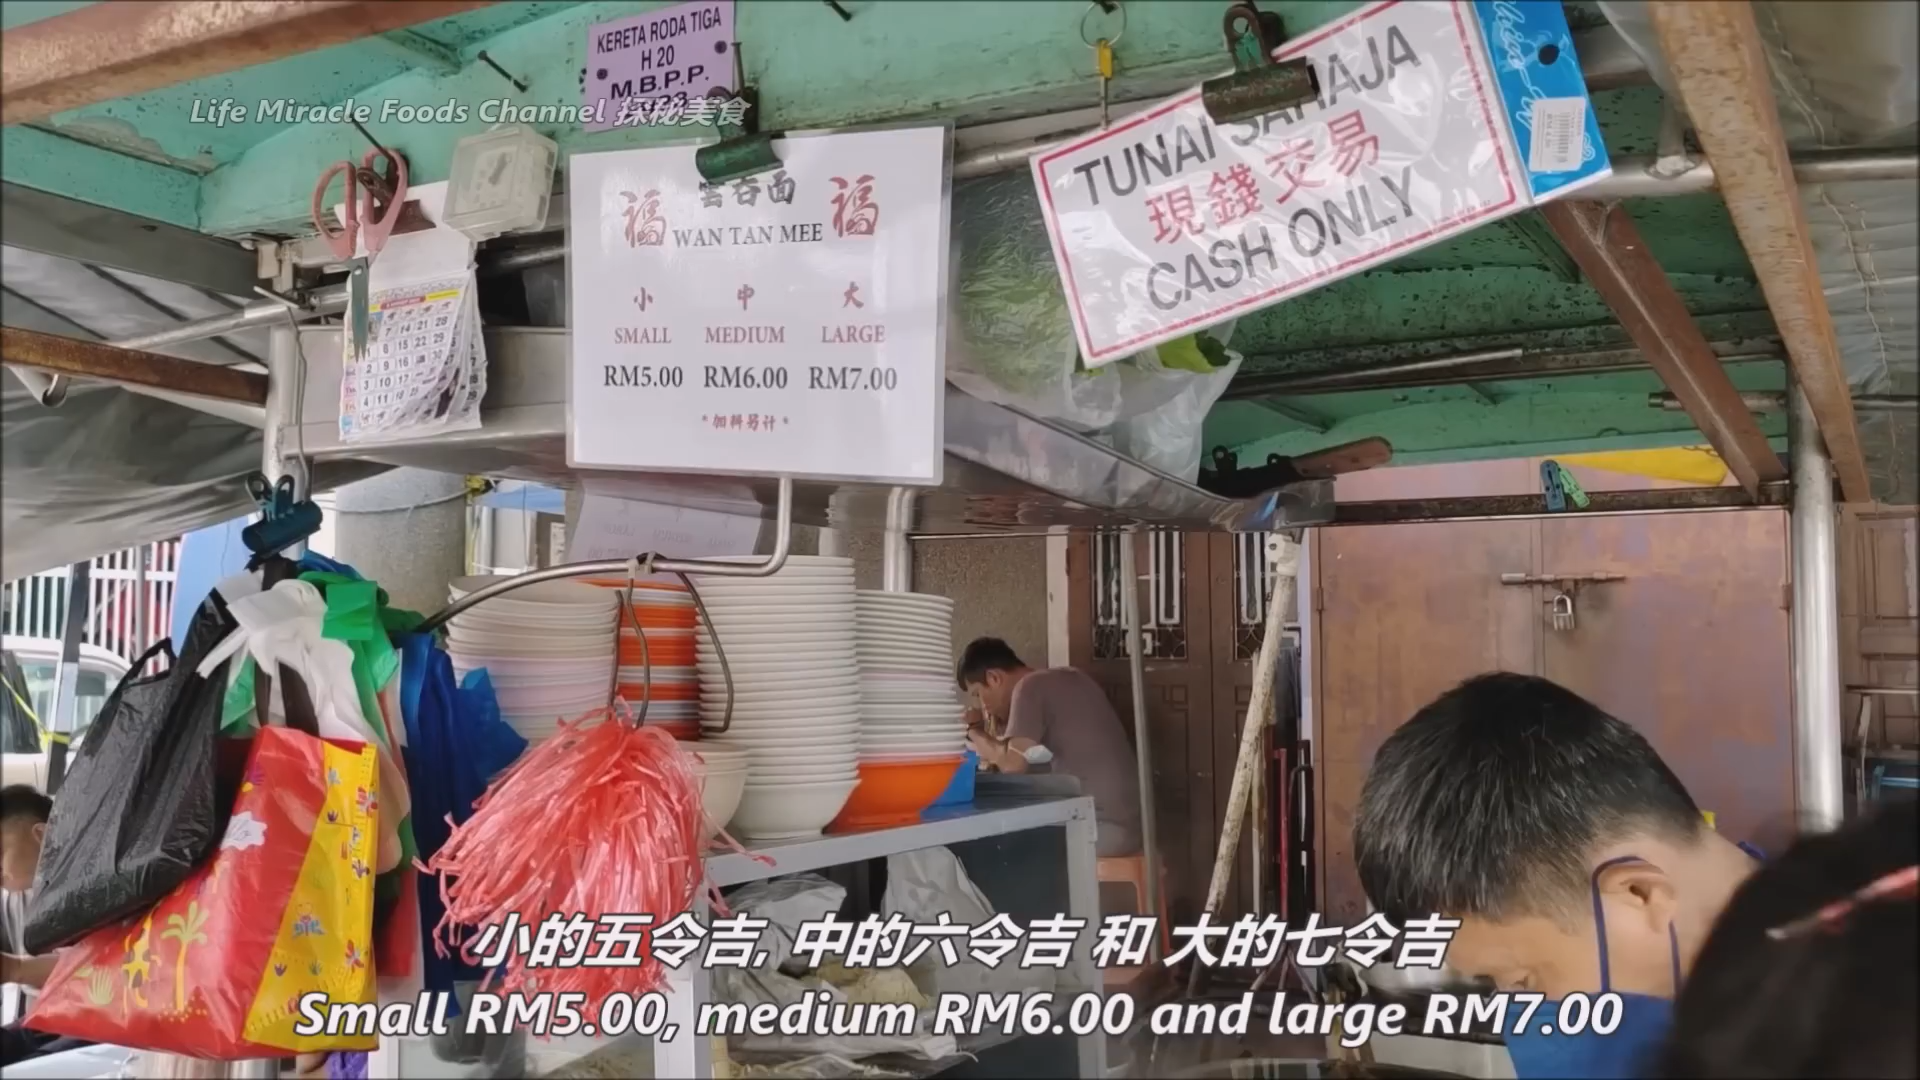 KERETA RODA TIGA
H 20
M.B.P.P.
Life Miracle Foods Channel 探秘美食
TUNAI SAHAJA
現錢交易
CASH ONLY
雲吞面
福 福
WAN TAN MEE
小 中 大
SMALL MEDIUM LARGE
RM5.00 RM6.00 RM7.00
*加料另计*
小的五令吉, 中的六令吉 和 大的七令吉
Small RM5.00, medium RM6.00 and large RM7.00